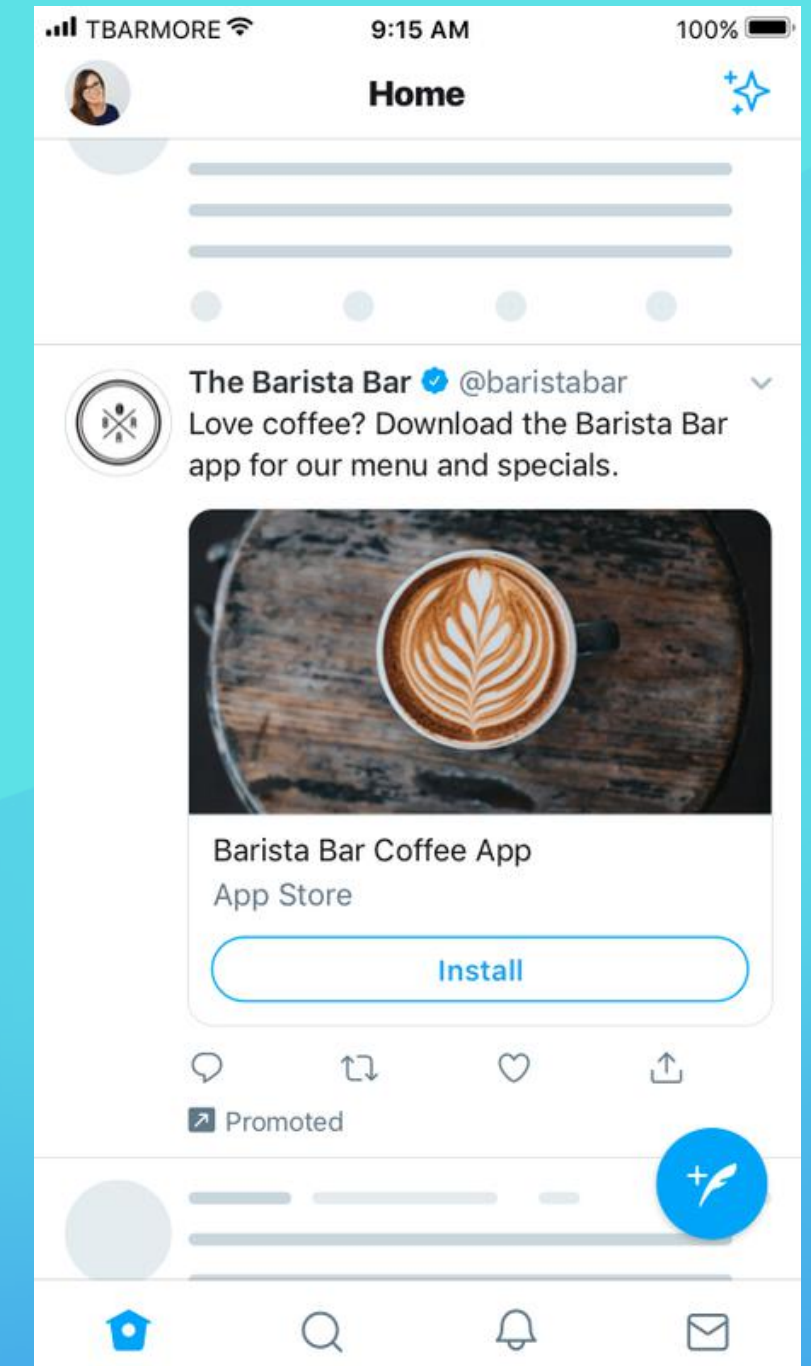 TBARMORE 9:15 AM 100%
Home
The Barista Bar @baristabar
Love coffee? Download the Barista Bar
app for our menu and specials.
Barista Bar Coffee App
App Store
Install
Promoted